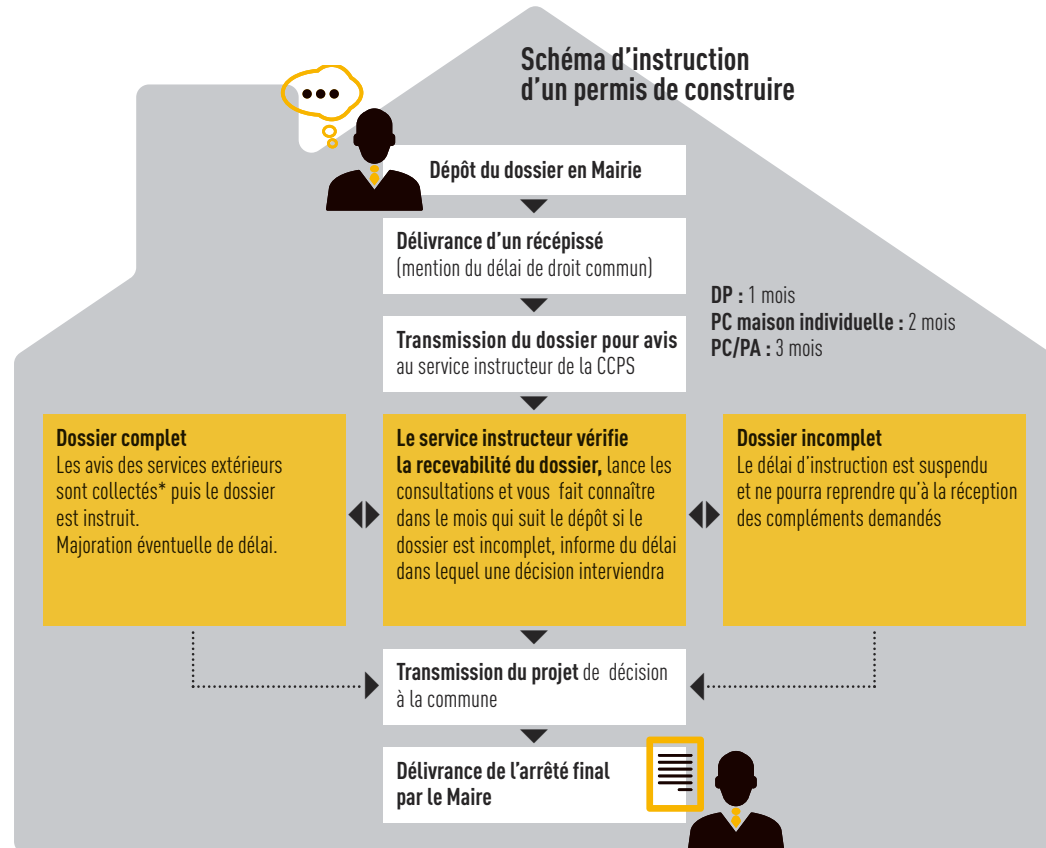 Schéma d'instruction
d'un permis de construire
Dépôt du dossier en Mairie
Délivrance d'un récépissé
(mention du délai de droit commun)
DP : 1 mois
PC maison individuelle : 2 mois
PC/PA : 3 mois
Transmission du dossier pour avis
au service instructeur de la CCPS
Dossier complet
Les avis des services extérieurs
sont collectés* puis le dossier
est instruit.
Majoration éventuelle de délai.
Le service instructeur vérifie
la recevabilité du dossier, lance les
consultations et vous fait connaître
dans le mois qui suit le dépôt si le
dossier est incomplet, informe du délai
dans lequel une décision interviendra
Dossier incomplet
Le délai d'instruction est suspendu
et ne pourra reprendre qu'à la réception
des compléments demandés
Transmission du projet de décision
à la commune
Délivrance de l'arrêté final
par le Maire